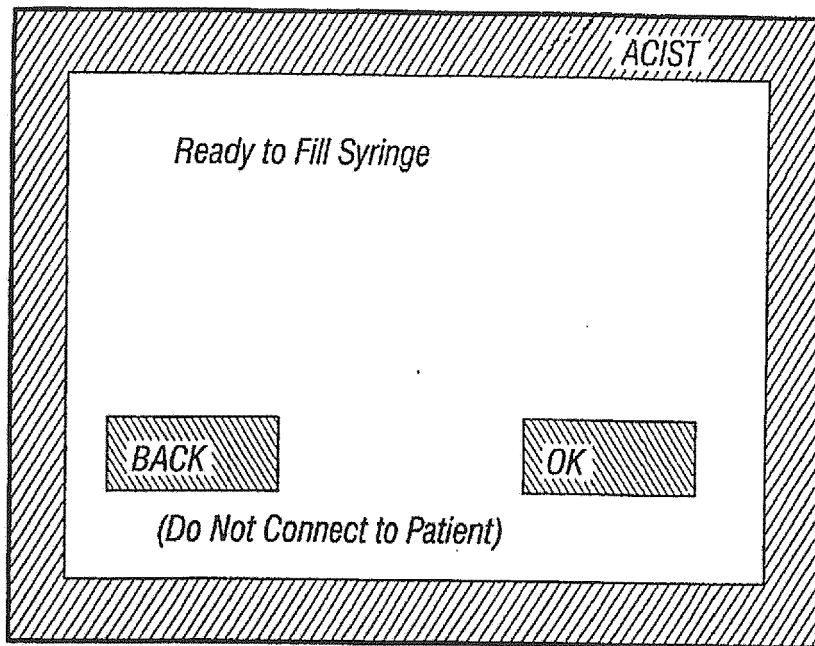 ACIST
Ready to Fill Syringe
BACK
OK
(Do Not Connect to Patient)